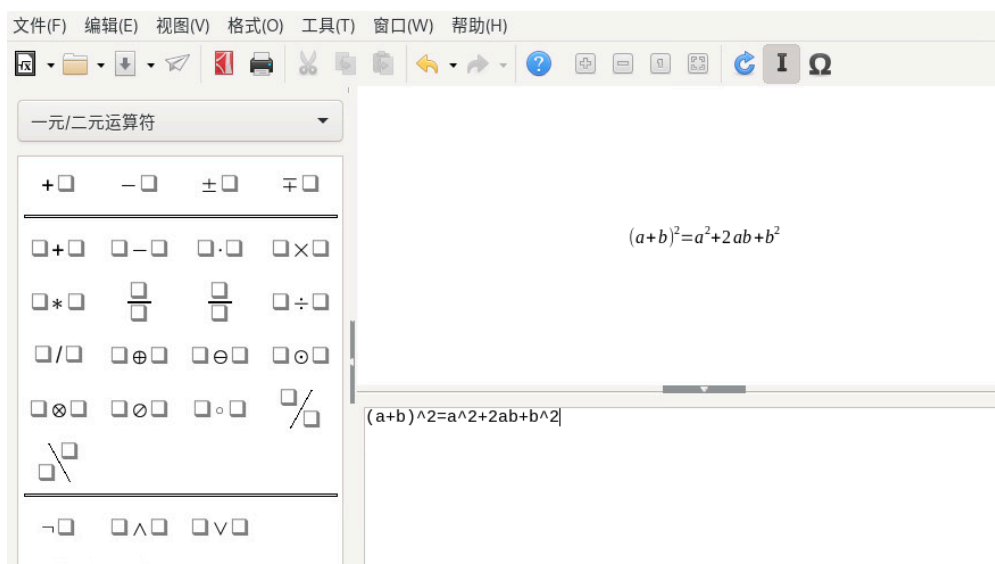 文件(F) 编辑(E) 视图(V) 格式(O) 工具(T) 窗口(W) 帮助(H)
一元/二元运算符
+☐ −☐ ±☐ ∓☐
☐+☐ ☐−☐ ☐·☐ ☐×☐
☐∗☐ ☐/☐ ☐/☐ ☐÷☐
☐/☐ ☐⊕☐ ☐⊖☐ ☐⊙☐
☐⊗☐ ☐⊘☐ ☐∘☐ ☐/☐
☐\☐
¬☐ ☐∧☐ ☐∨☐
(a+b)²=a²+2ab+b²
(a+b)^2=a^2+2ab+b^2